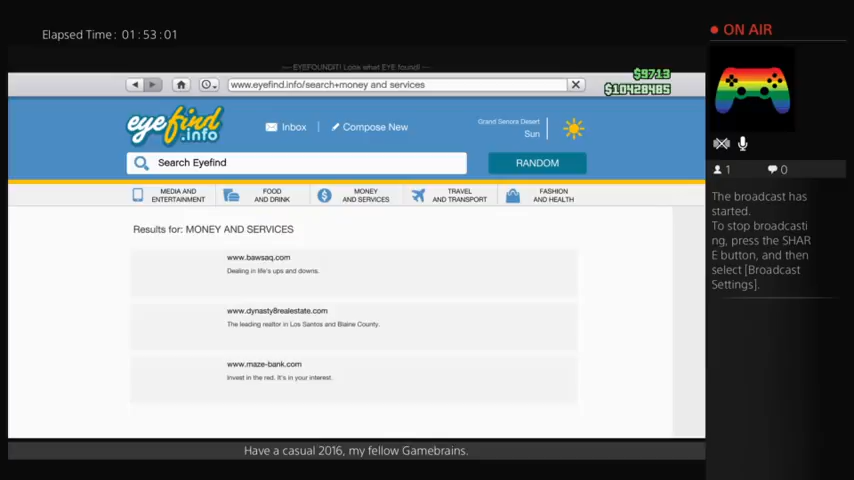 Elapsed Time : 01:53:01
ON AIR
--- EYEFOUNDIT! Look what EYE found! ---
www.eyefind.info/search+money and services
$9713
$10428485
eyefind
.info
Inbox
Compose New
Grand Senora Desert
Sun
Search Eyefind
RANDOM
MEDIA AND
ENTERTAINMENT
FOOD
AND DRINK
MONEY
AND SERVICES
TRAVEL
AND TRANSPORT
FASHION
AND HEALTH
Results for: MONEY AND SERVICES
www.bawsaq.com
Dealing in life's ups and downs.
www.dynasty8realestate.com
The leading realtor in Los Santos and Blaine County.
www.maze-bank.com
Invest in the red. It's in your interest.
1
0
The broadcast has
started.
To stop broadcasti
ng, press the SHAR
E button, and then
select [Broadcast
Settings].
Have a casual 2016, my fellow Gamebrains.